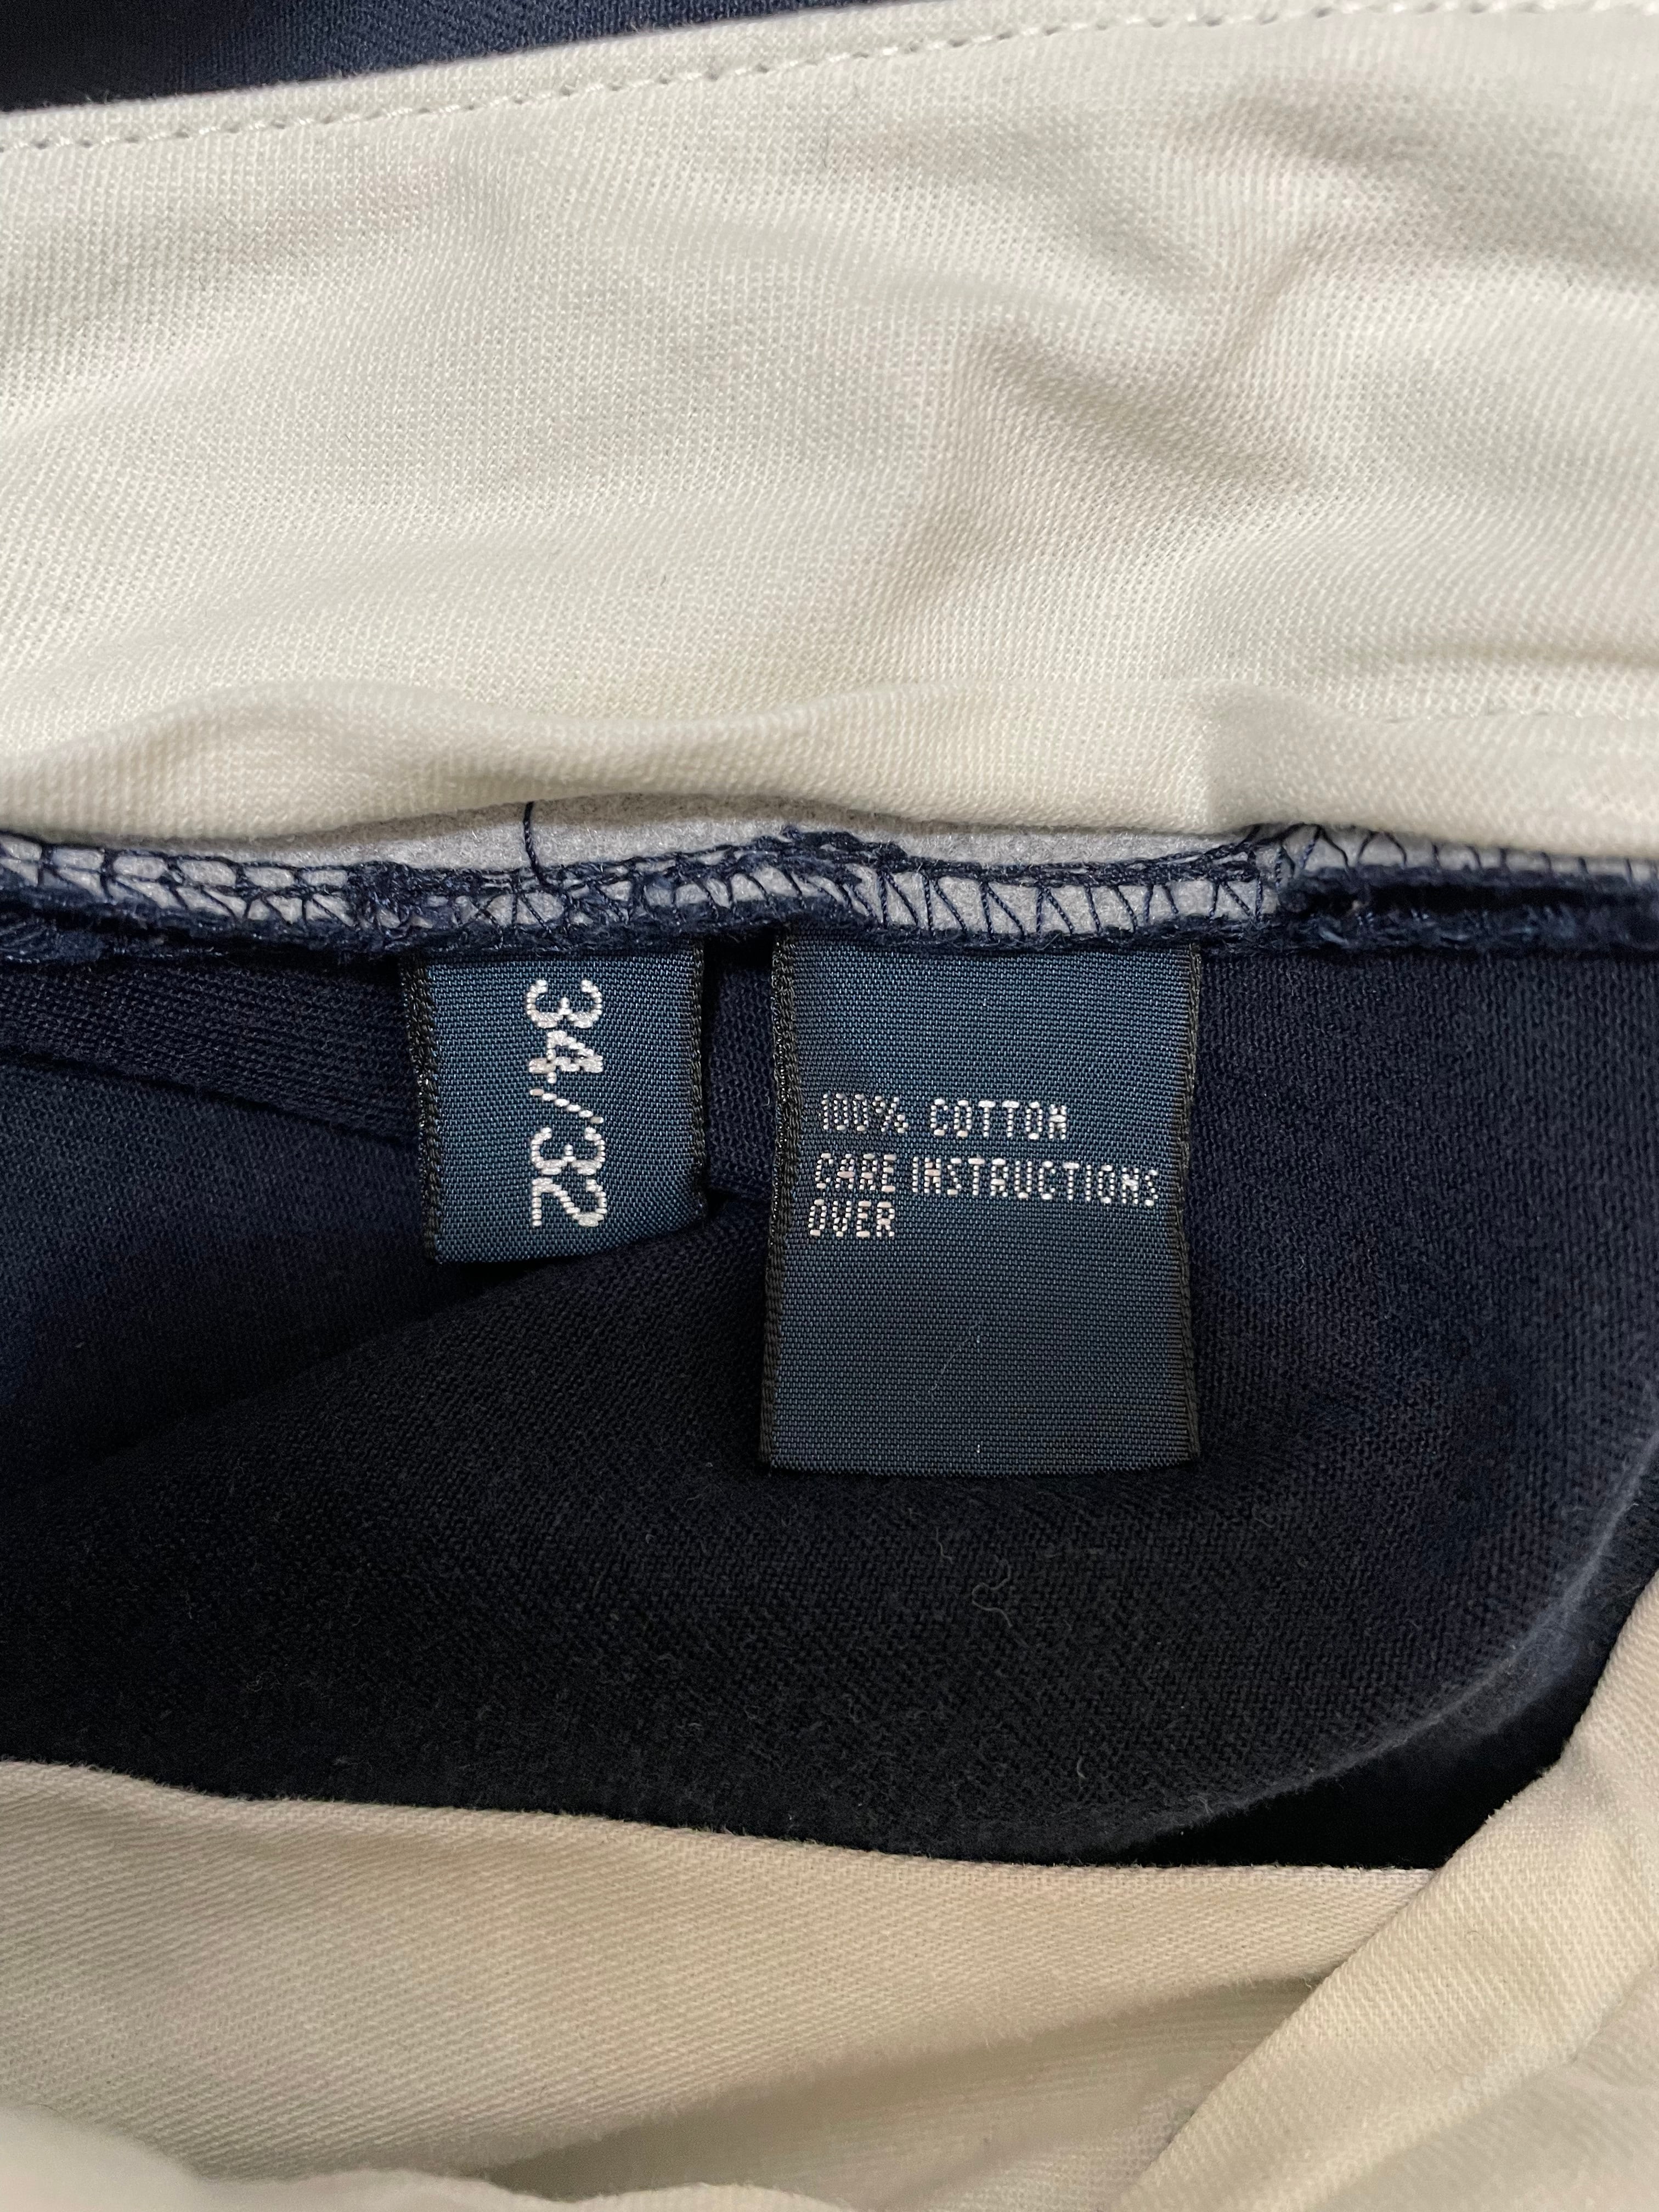 34/32
100% COTTON
CARE INSTRUCTIONS
OVER